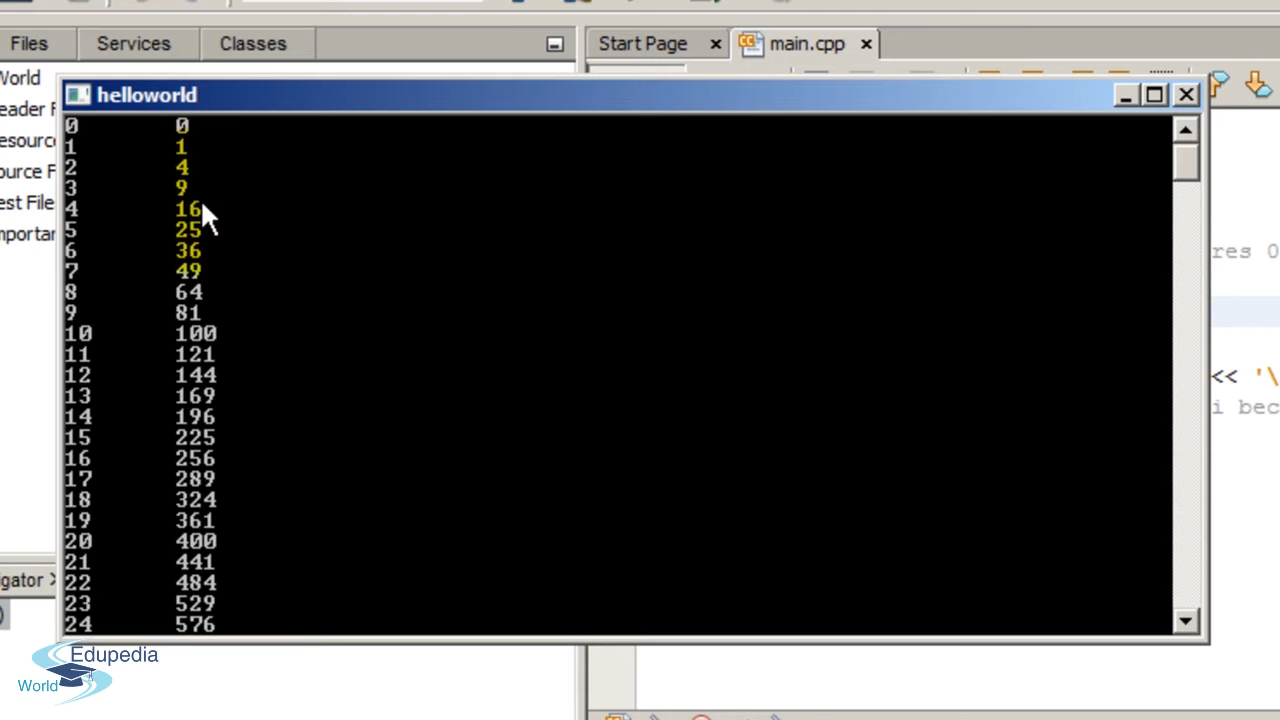 Files Services Classes Start Page main.cpp
World
helloworld
eader F
esourc
ource F
est File
mportar
0 0
1 1
2 4
3 9
4 16
5 25
6 36
7 49
8 64
9 81
10 100
11 121
12 144
13 169
14 196
15 225
16 256
17 289
18 324
19 361
20 400
21 441
22 484
23 529
24 576
res 0
<< '\
i bec
igator
Edupedia
World